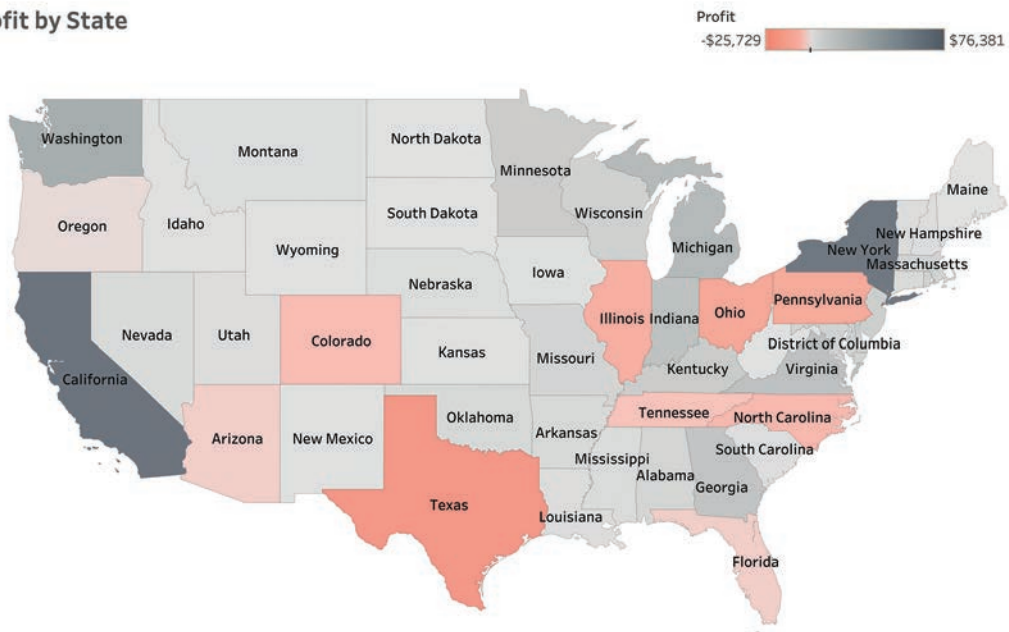 fit by State
Profit
-$25,729
$76,381
Washington
Montana
North Dakota
Minnesota
Maine
Oregon
Idaho
South Dakota
Wisconsin
Michigan
New Hampshire
New York
Massachusetts
Wyoming
Iowa
Nebraska
Nevada
Utah
Colorado
Kansas
Missouri
Illinois
Indiana
Ohio
Pennsylvania
District of Columbia
Kentucky
Virginia
California
Arizona
New Mexico
Oklahoma
Arkansas
Tennessee
North Carolina
South Carolina
Mississippi
Alabama
Georgia
Texas
Louisiana
Florida